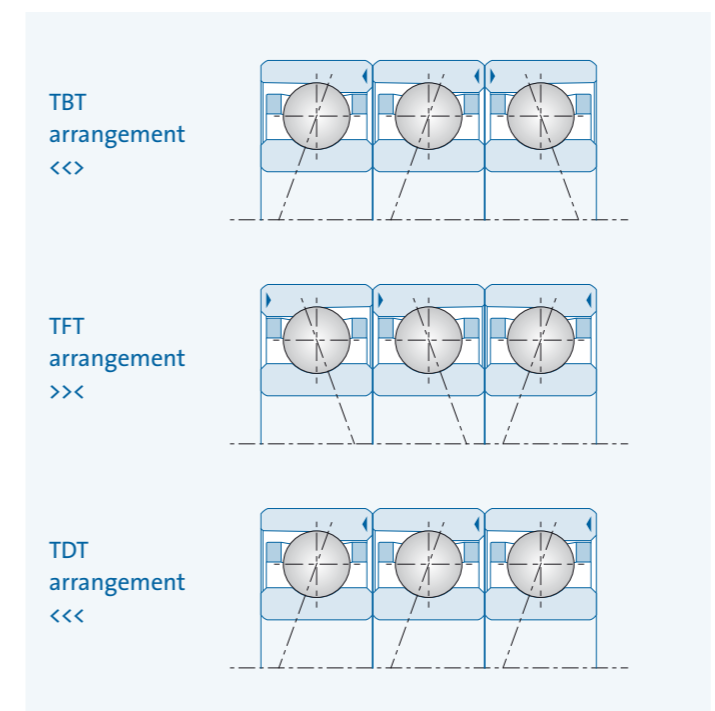 TBT
arrangement
<<>
TFT
arrangement
>><
TDT
arrangement
<<<